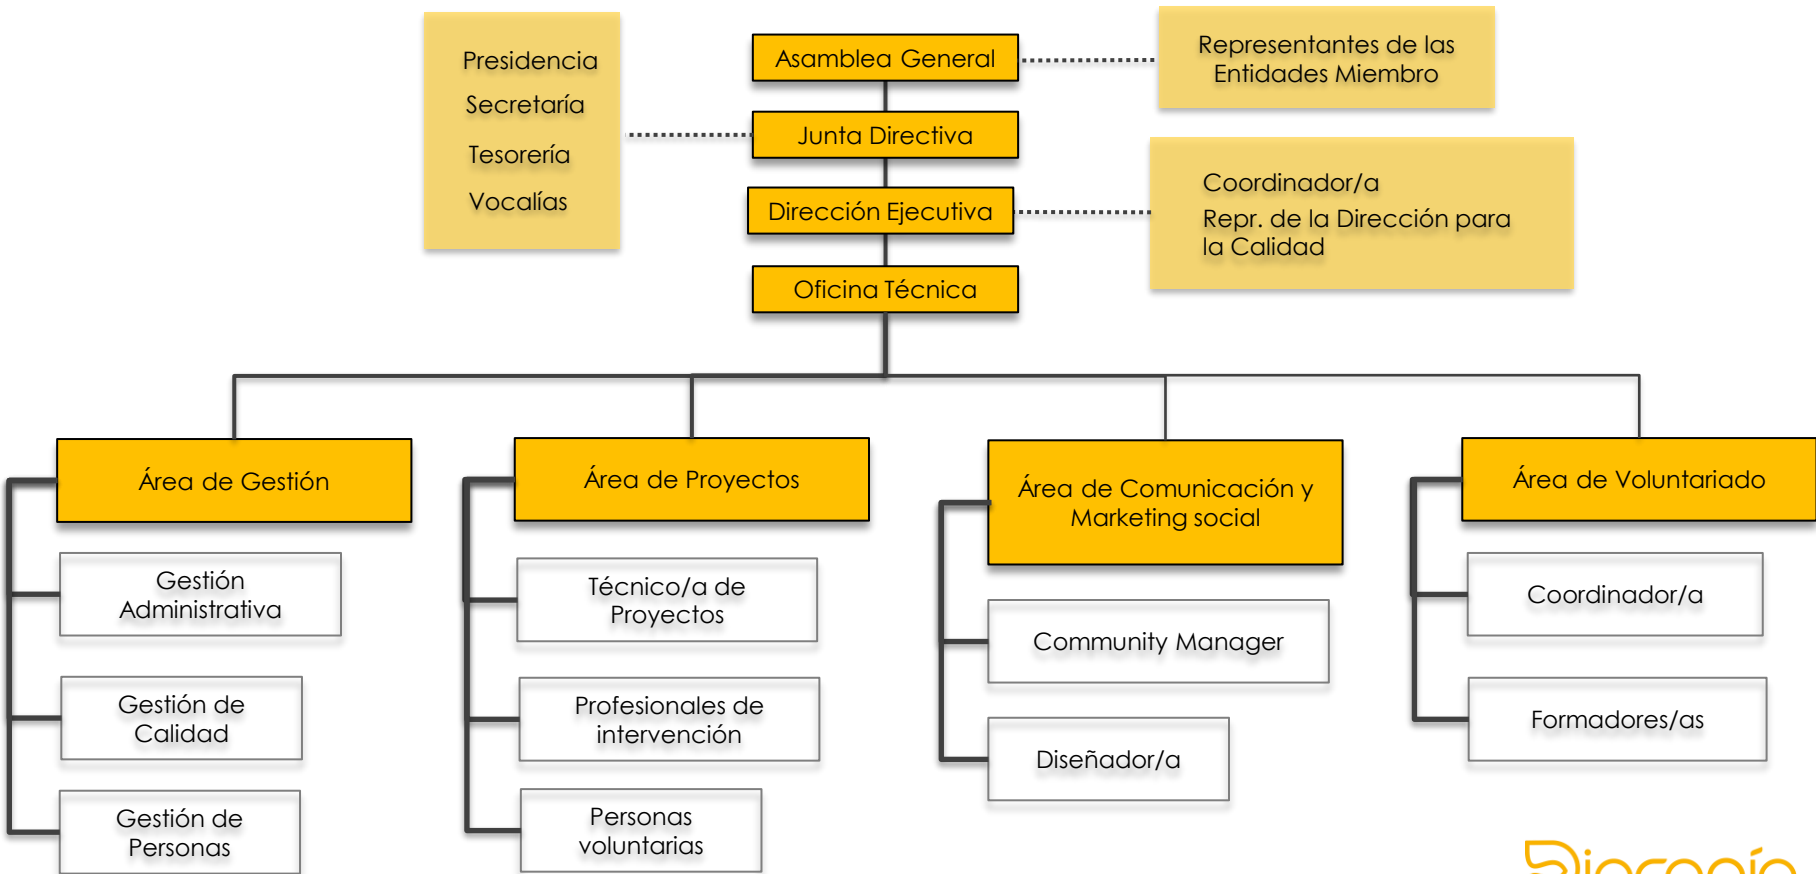 Presidencia
Secretaría
Tesorería
Vocalías
Asamblea General
Representantes de las
Entidades Miembro
Junta Directiva
Dirección Ejecutiva
Coordinador/a
Repr. de la Dirección para
la Calidad
Oficina Técnica
Área de Gestión
Gestión
Administrativa
Gestión de
Calidad
Gestión de
Personas
Área de Proyectos
Técnico/a de
Proyectos
Profesionales de
intervención
Personas
voluntarias
Área de Comunicación y
Marketing social
Community Manager
Diseñador/a
Área de Voluntariado
Coordinador/a
Formadores/as